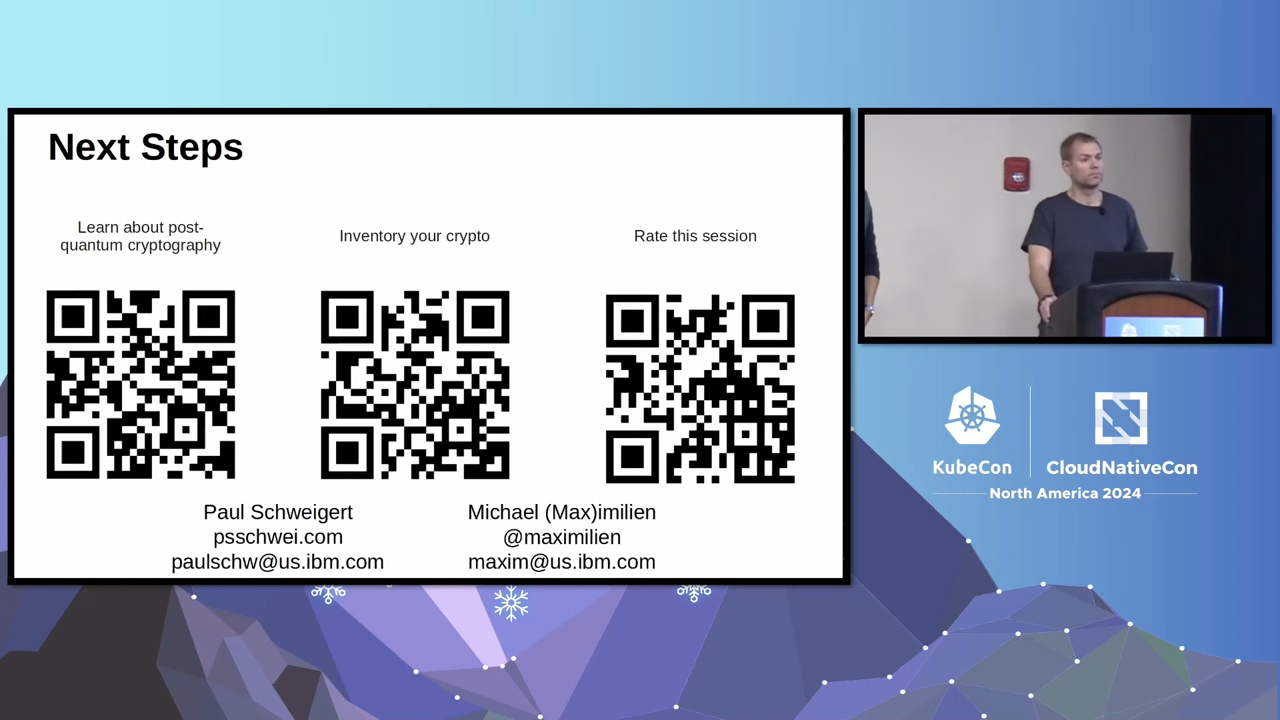 Next Steps
Learn about post-
quantum cryptography
Inventory your crypto
Rate this session
Paul Schweigert
psschwei.com
paulschw@us.ibm.com
Michael (Max)imilien
@maximilien
maxim@us.ibm.com
KubeCon
CloudNativeCon
North America 2024